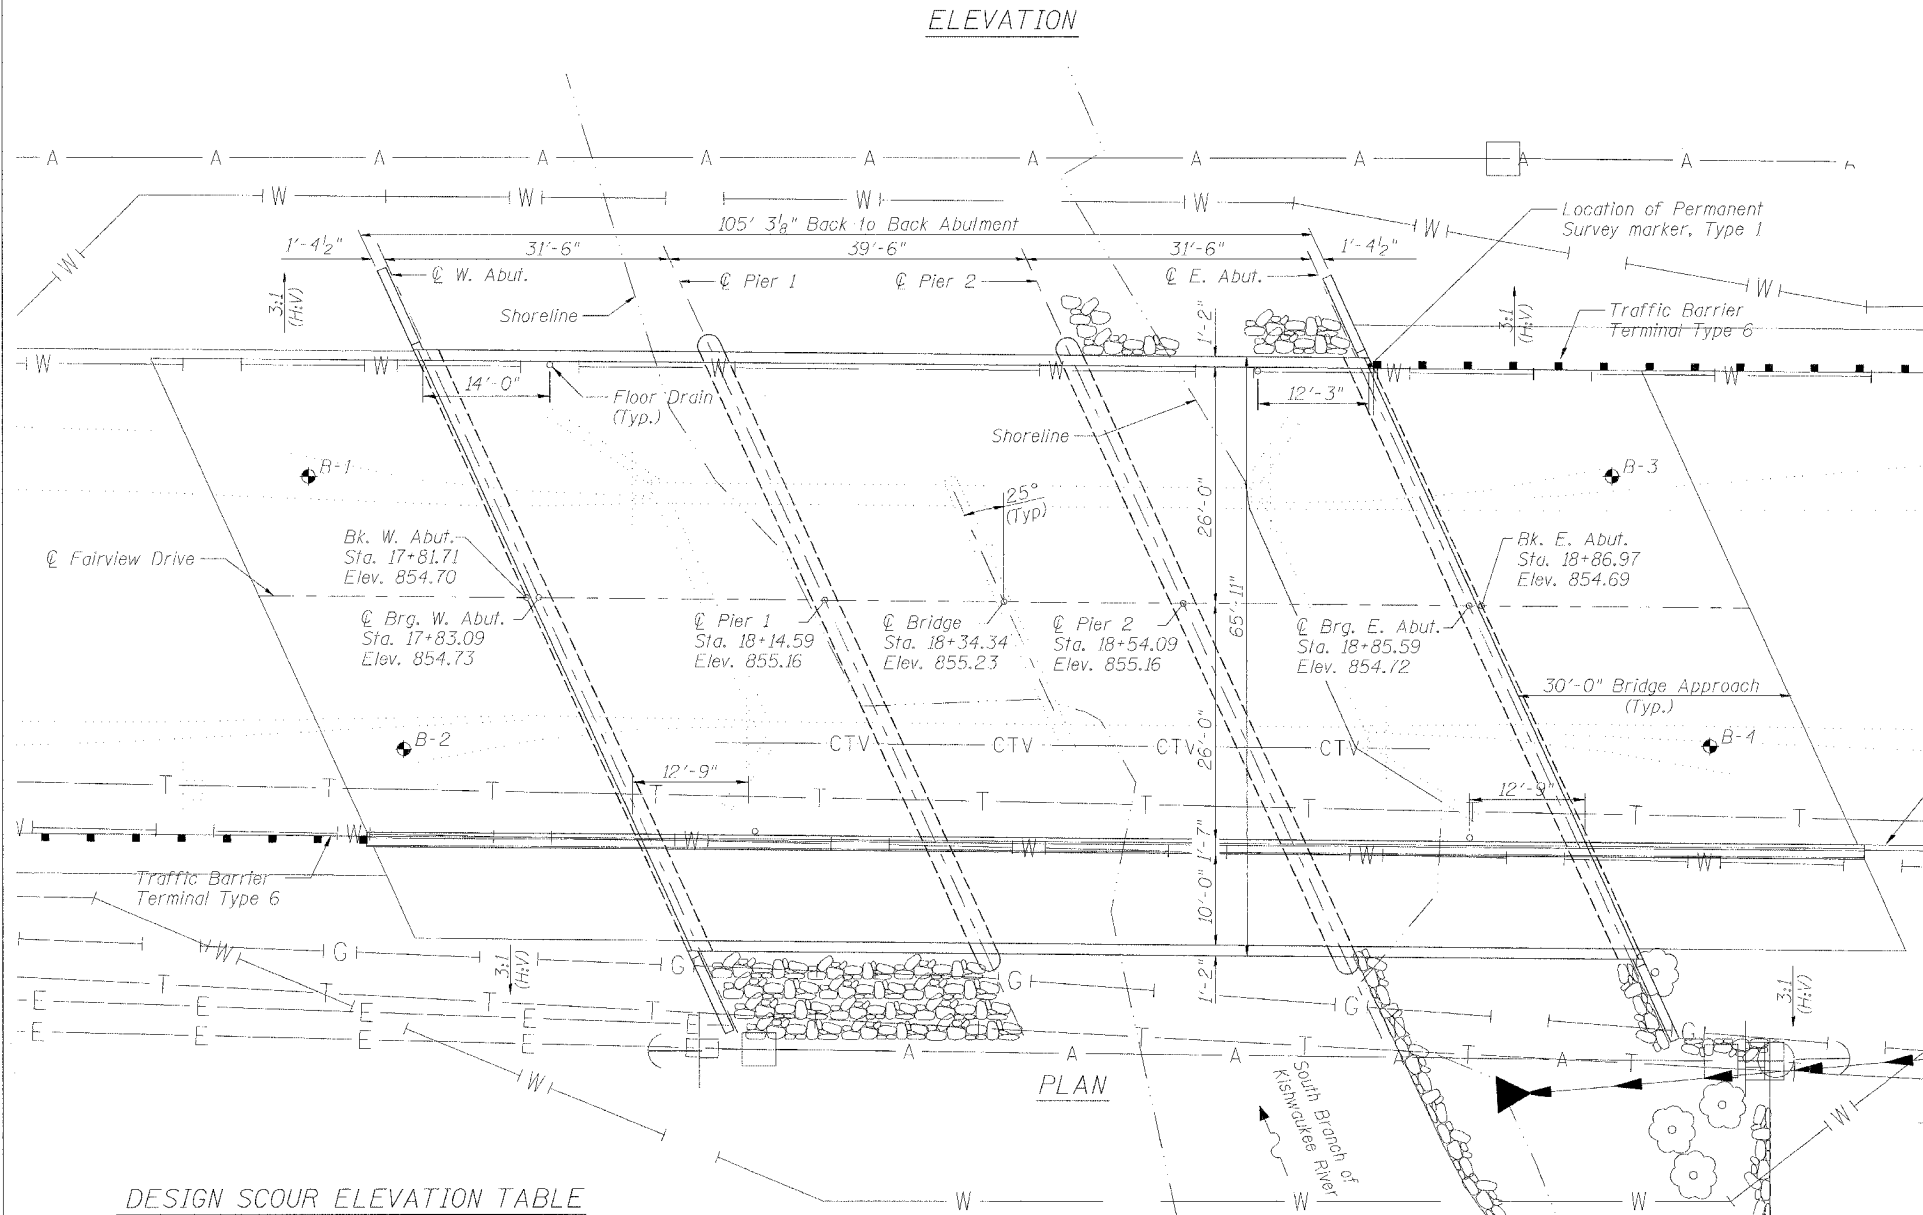 ELEVATION
A A A A A A A A A A A
W W W W
105' 3⅛" Back to Back Abutment
W
Location of Permanent
Survey marker, Type 1
1'-4½" 31'-6" 39'-6" 31'-6" 1'-4½"
W
℄ W. Abut. ℄ Pier 1 ℄ Pier 2 ℄ E. Abut.
3:1
(H:V)
Shoreline
1'-2"
3:1
(H:V)
W
Traffic Barrier
Terminal Type 6
W W W W W W
14'-0"
Floor Drain
(Typ.)
12'-3"
Shoreline
B-1
B-3
25°
(Typ)
26'-0"
℄ Fairview Drive
Bk. W. Abut.
Sta. 17+81.71
Elev. 854.70
Bk. E. Abut.
Sta. 18+86.97
Elev. 854.69
℄ Brg. W. Abut.
Sta. 17+83.09
Elev. 854.73
℄ Pier 1
Sta. 18+14.59
Elev. 855.16
℄ Bridge
Sta. 18+34.34
Elev. 855.23
℄ Pier 2
Sta. 18+54.09
Elev. 855.16
65'-11"
℄ Brg. E. Abut.
Sta. 18+85.59
Elev. 854.72
30'-0" Bridge Approach
(Typ.)
B-2
CTV CTV CTV CTV
26'-0"
B-4
12'-9"
12'-9"
T T T T T T T T T T T
W W W W W W
1'-7"
Traffic Barrier
Terminal Type 6
10'-0"
W G G G G
3:1
(H:V)
1'-2"
3:1
(H:V)
T T T T T T T
E E E E E
E E E E
A A A A A
W
PLAN
South Branch of
Kishwaukee River
W
DESIGN SCOUR ELEVATION TABLE
W W W